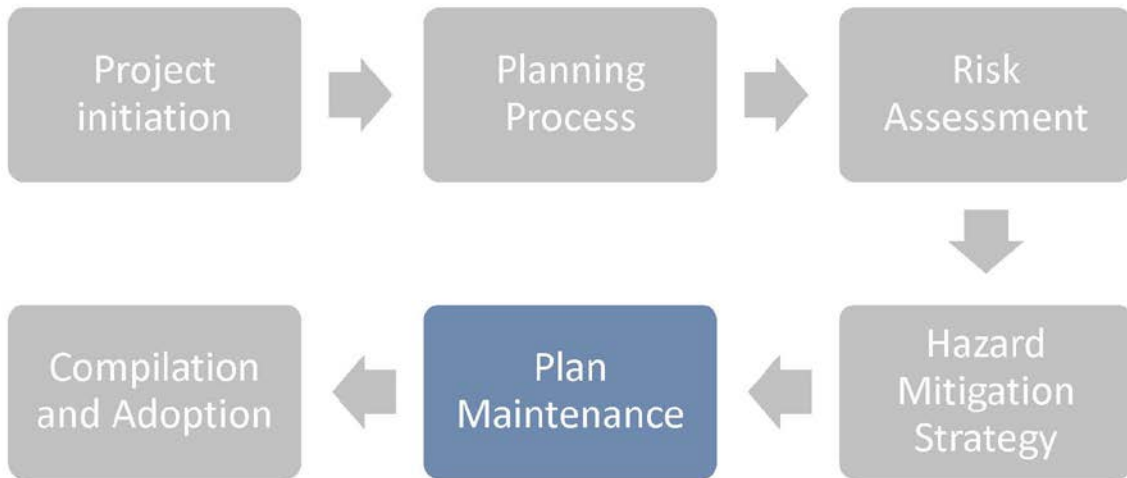 Project
initiation
Planning
Process
Risk
Assessment
Hazard
Mitigation
Strategy
Plan
Maintenance
Compilation
and Adoption